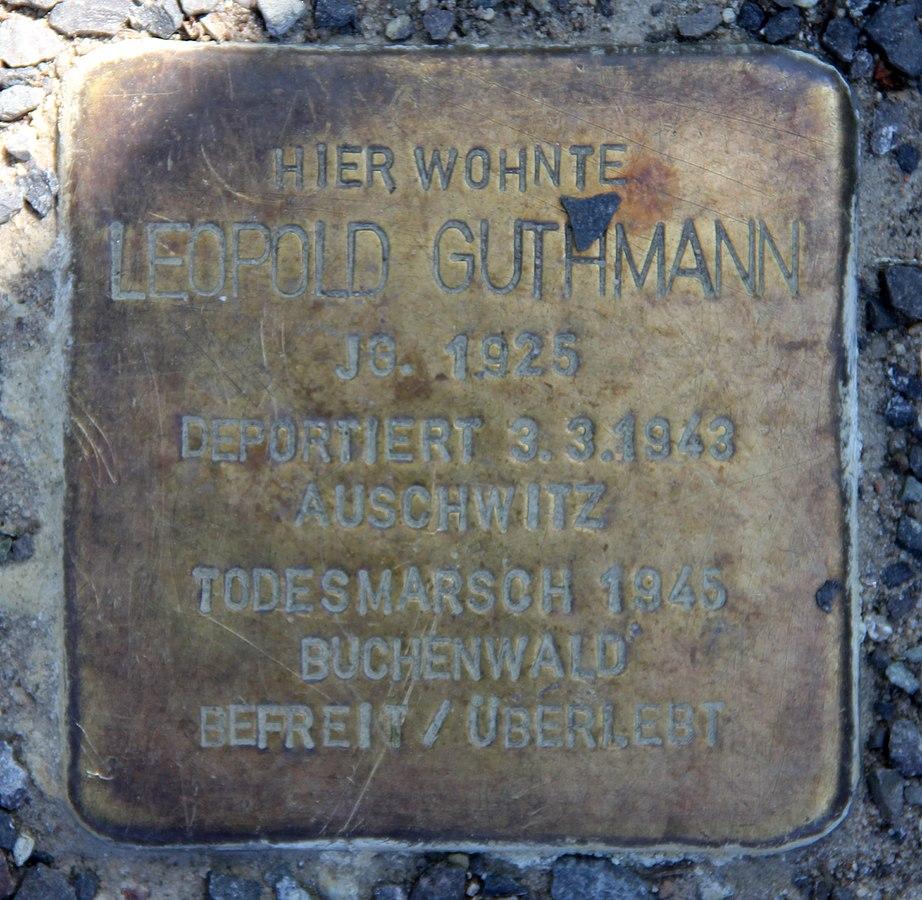 HIER WOHNTE
LEOPOLD GUTHMANN
JG. 1925
DEPORTIERT 3.3.1943
AUSCHWITZ
TODESMARSCH 1945
BUCHENWALD
BEFREIT / ÜBERLEBT